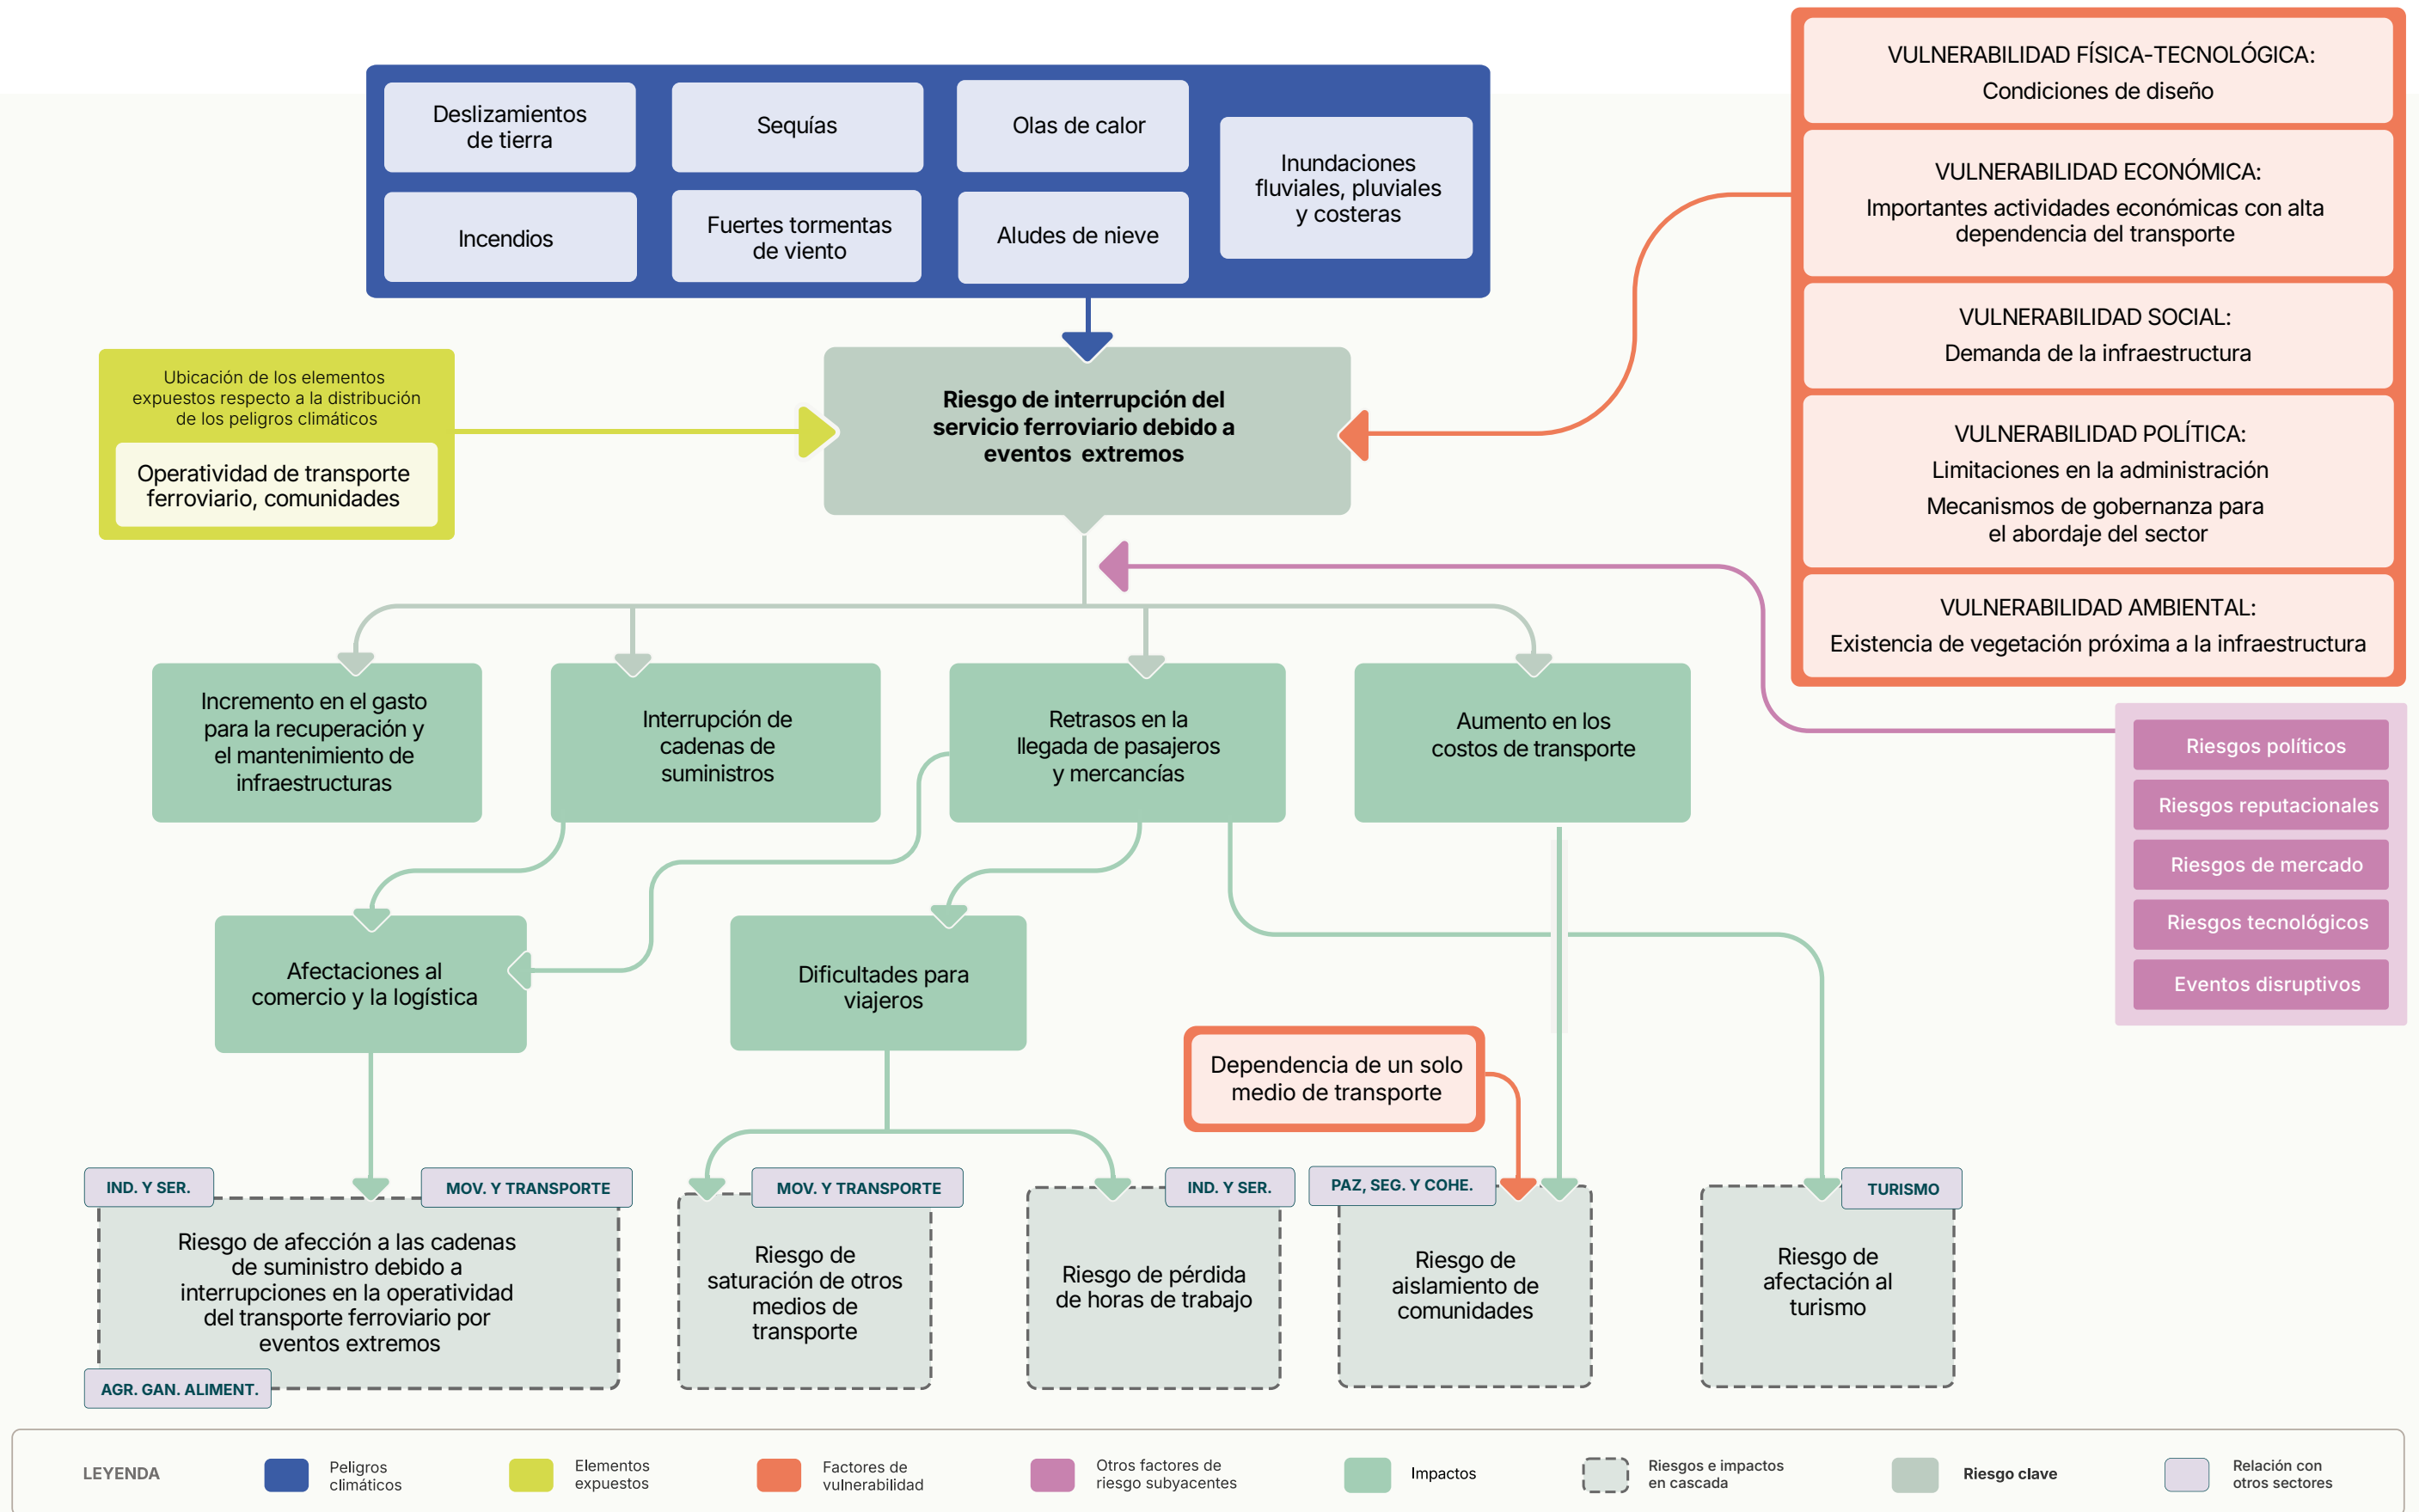 Deslizamientos
de tierra
Sequías
Olas de calor
Inundaciones
fluviales, pluviales
y costeras
Incendios
Fuertes tormentas
de viento
Aludes de nieve
VULNERABILIDAD FÍSICA-TECNOLÓGICA:
Condiciones de diseño
VULNERABILIDAD ECONÓMICA:
Importantes actividades económicas con alta
dependencia del transporte
VULNERABILIDAD SOCIAL:
Demanda de la infraestructura
VULNERABILIDAD POLÍTICA:
Limitaciones en la administración
Mecanismos de gobernanza para
el abordaje del sector
VULNERABILIDAD AMBIENTAL:
Existencia de vegetación próxima a la infraestructura
Ubicación de los elementos
expuestos respecto a la distribución
de los peligros climáticos
Operatividad de transporte
ferroviario, comunidades
Riesgo de interrupción del
servicio ferroviario debido a
eventos extremos
Incremento en el gasto
para la recuperación y
el mantenimiento de
infraestructuras
Interrupción de
cadenas de
suministros
Retrasos en la
llegada de pasajeros
y mercancías
Aumento en los
costos de transporte
Riesgos políticos
Riesgos reputacionales
Riesgos de mercado
Riesgos tecnológicos
Eventos disruptivos
Afectaciones al
comercio y la logística
Dificultades para
viajeros
Dependencia de un solo
medio de transporte
IND. Y SER.
MOV. Y TRANSPORTE
Riesgo de afección a las cadenas
de suministro debido a
interrupciones en la operatividad
del transporte ferroviario por
eventos extremos
AGR. GAN. ALIMENT.
MOV. Y TRANSPORTE
Riesgo de
saturación de otros
medios de
transporte
IND. Y SER.
Riesgo de pérdida
de horas de trabajo
PAZ, SEG. Y COHE.
Riesgo de
aislamiento de
comunidades
TURISMO
Riesgo de
afectación al
turismo
LEYENDA
Peligros
climáticos
Elementos
expuestos
Factores de
vulnerabilidad
Otros factores de
riesgo subyacentes
Impactos
Riesgos e impactos
en cascada
Riesgo clave
Relación con
otros sectores